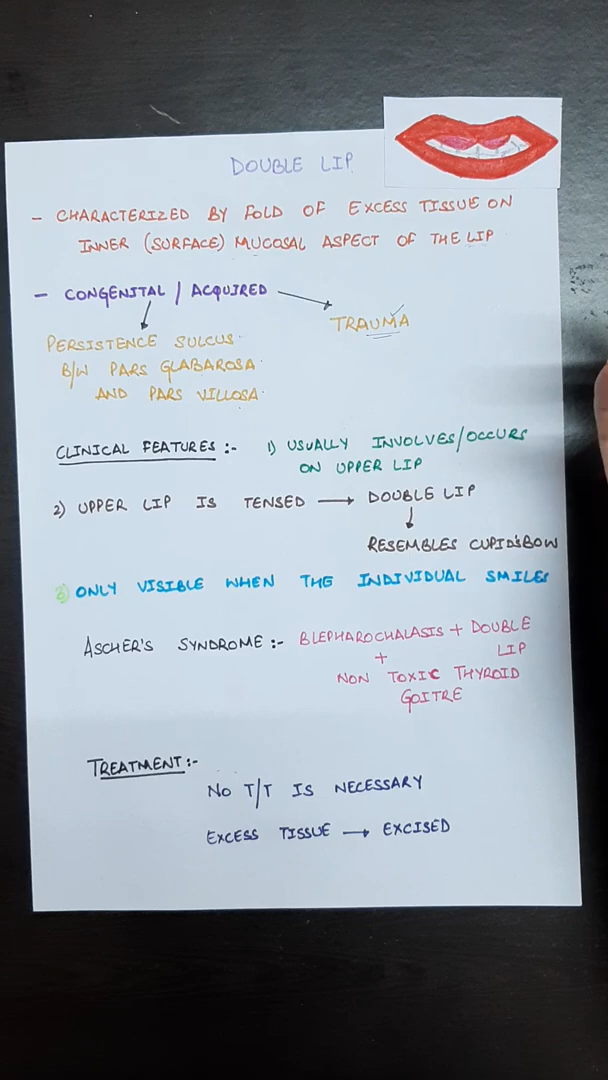 DOUBLE LIP
- CHARACTERIZED BY FOLD OF EXCESS TISSUE ON
INNER (SURFACE) MUCOSAL ASPECT OF THE LIP
- CONGENITAL / ACQUIRED
TRAUMA
PERSISTENCE SULCUS
B/W PARS GLABAROSA
AND PARS VILLOSA
CLINICAL FEATURES :- 1) USUALLY INVOLVES/OCCURS
ON UPPER LIP
2) UPPER LIP IS TENSED → DOUBLE LIP
RESEMBLES CUPID'S BOW
3) ONLY VISIBLE WHEN THE INDIVIDUAL SMILES
ASCHER'S SYNDROME :- BLEPHAROCHALASIS + DOUBLE
LIP
+
NON TOXIC THYROID
GOITRE
TREATMENT :-
NO T/T IS NECESSARY
EXCESS TISSUE → EXCISED